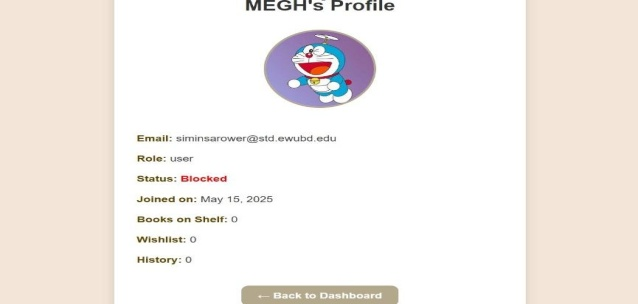 MEGH's Profile
Email: siminsarower@std.ewubd.edu
Role: user
Status: Blocked
Joined on: May 15, 2025
Books on Shelf: 0
Wishlist: 0
History: 0
← Back to Dashboard